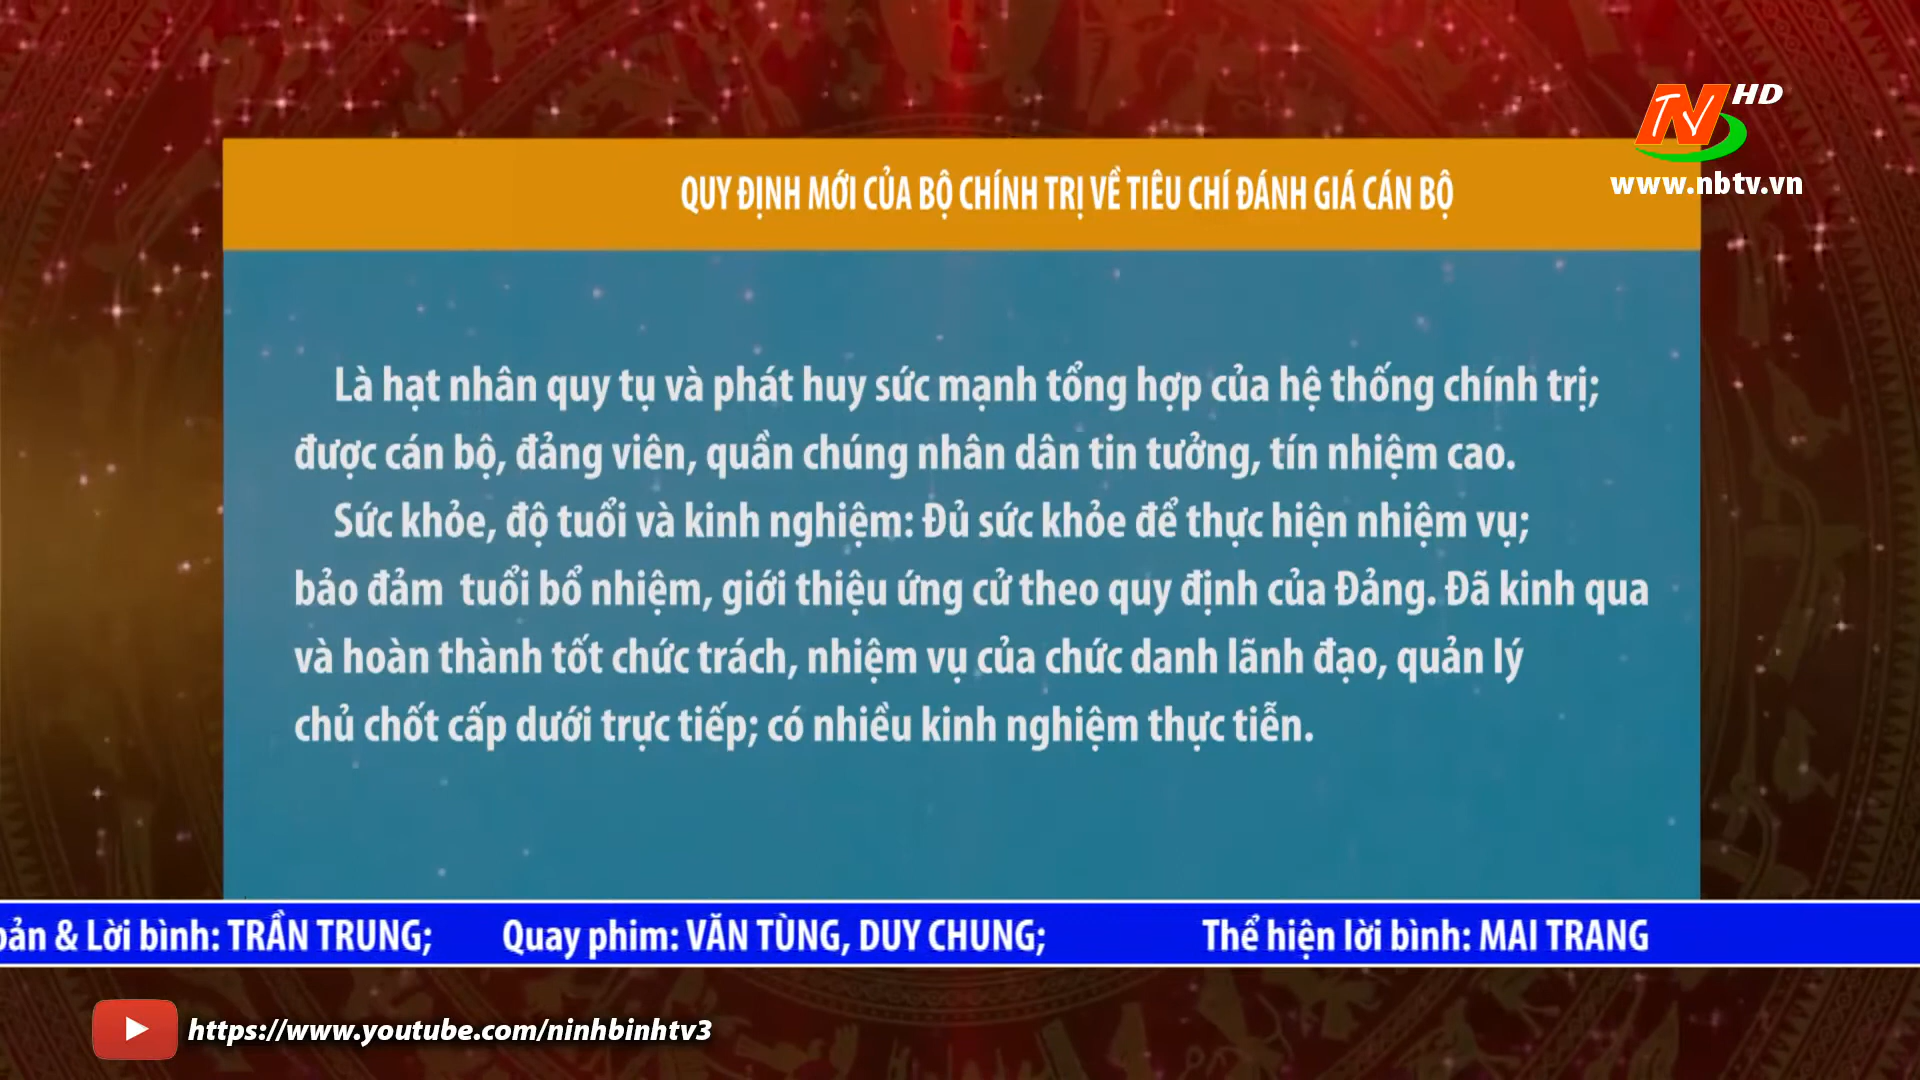 HD
www.nbtv.vn
QUY ĐỊNH MỚI CỦA BỘ CHÍNH TRỊ VỀ TIÊU CHÍ ĐÁNH GIÁ CÁN BỘ
Là hạt nhân quy tụ và phát huy sức mạnh tổng hợp của hệ thống chính trị;
được cán bộ, đảng viên, quần chúng nhân dân tin tưởng, tín nhiệm cao.
Sức khỏe, độ tuổi và kinh nghiệm: Đủ sức khỏe để thực hiện nhiệm vụ;
bảo đảm tuổi bổ nhiệm, giới thiệu ứng cử theo quy định của Đảng. Đã kinh qua
và hoàn thành tốt chức trách, nhiệm vụ của chức danh lãnh đạo, quản lý
chủ chốt cấp dưới trực tiếp; có nhiều kinh nghiệm thực tiễn.
& Lời bình: TRẦN TRUNG; Quay phim: VĂN TÙNG, DUY CHUNG; Thể hiện lời bình: MAI TRANG
https://www.youtube.com/ninhbinhtv3